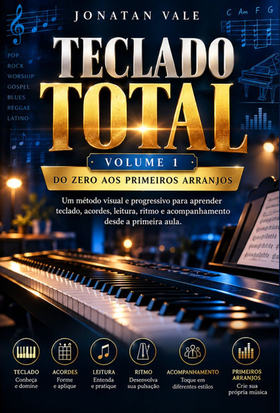 JONATAN VALE
C Am F G
POP
ROCK
WORSHIP
GOSPEL
BLUES
REGGAE
LATINO
TECLADO
TOTAL
VOLUME 1
DO ZERO AOS PRIMEIROS ARRANJOS
Um método visual e progressivo para aprender
teclado, acordes, leitura, ritmo e acompanhamento
desde a primeira aula.
TECLADO
Conheça
e domine
ACORDES
Forme
e aplique
LEITURA
Entenda
e pratique
RITMO
Desenvolva
sua pulsação
ACOMPANHAMENTO
Toque em
diferentes estilos
PRIMEIROS
ARRANJOS
Crie sua
própria música